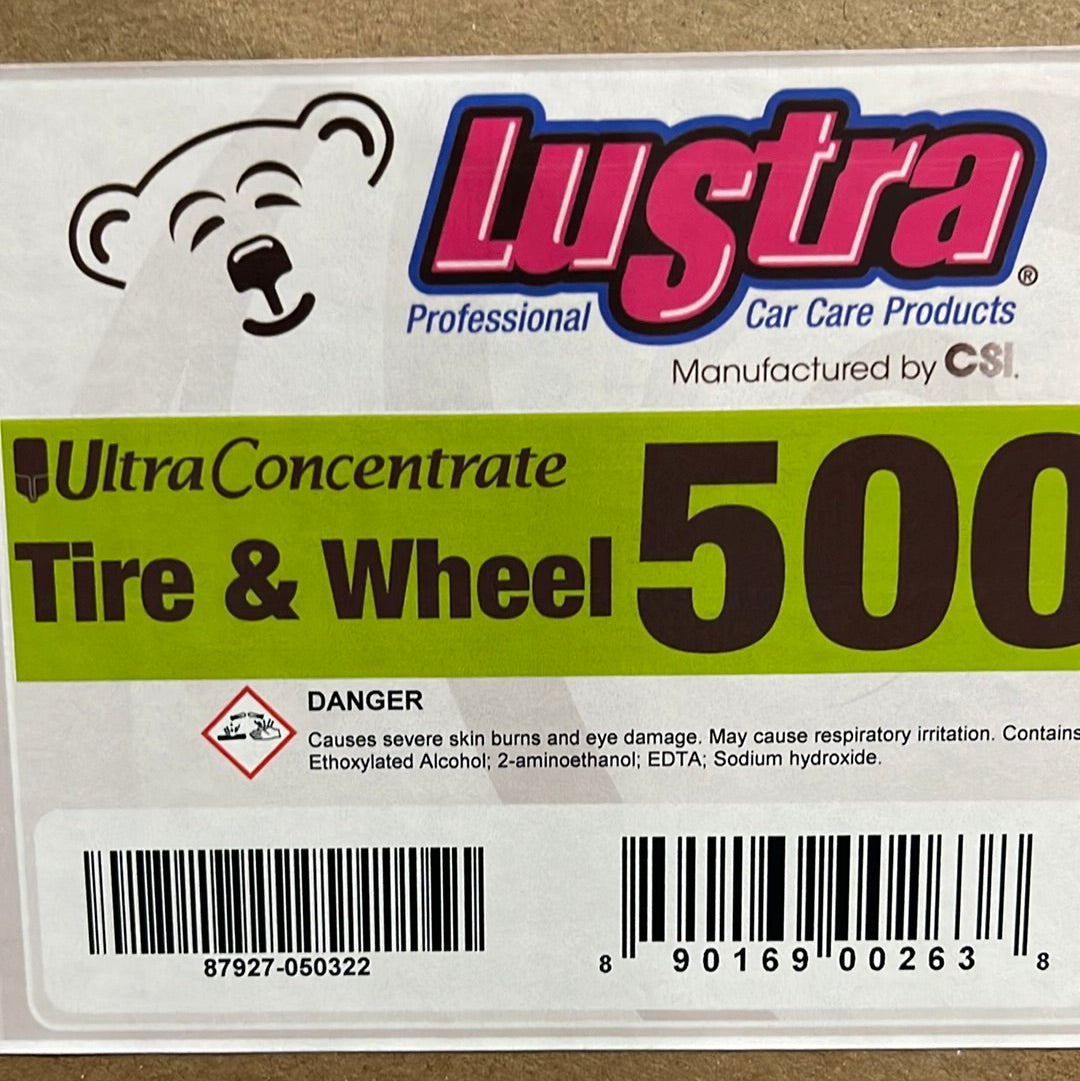 Lustra®
Professional Car Care Products
Manufactured by CSI.
UltraConcentrate
Tire & Wheel 500
DANGER
Causes severe skin burns and eye damage. May cause respiratory irritation. Contains
Ethoxylated Alcohol; 2-aminoethanol; EDTA; Sodium hydroxide.
87927-050322
8 90169 00263 8